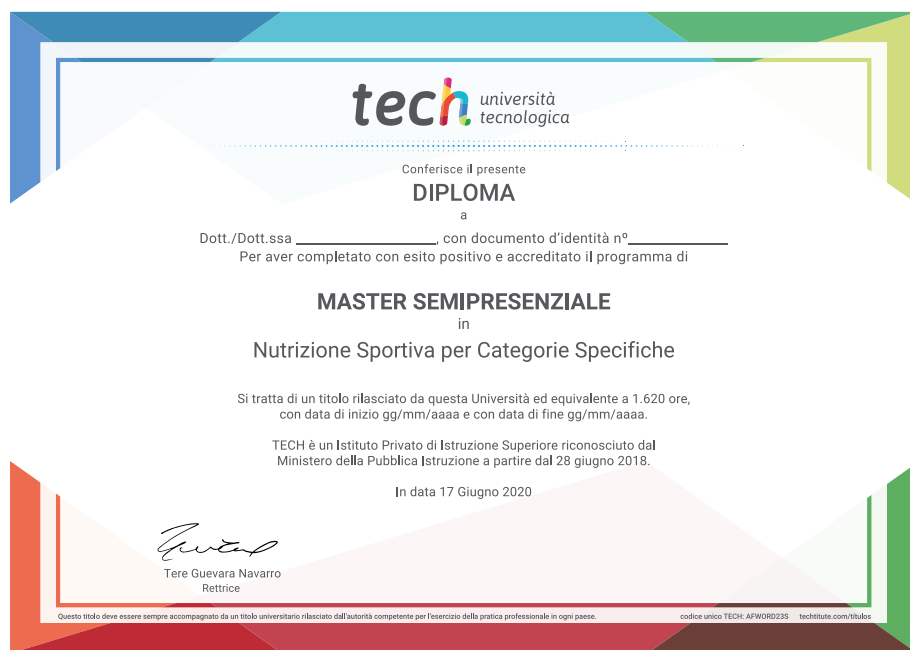 tech università
tecnologica
Conferisce il presente
DIPLOMA
a
Dott./Dott.ssa ________________, con documento d'identità nº____________
Per aver completato con esito positivo e accreditato il programma di
MASTER SEMIPRESENZIALE
in
Nutrizione Sportiva per Categorie Specifiche
Si tratta di un titolo rilasciato da questa Università ed equivalente a 1.620 ore,
con data di inizio gg/mm/aaaa e con data di fine gg/mm/aaaa.
TECH è un Istituto Privato di Istruzione Superiore riconosciuto dal
Ministero della Pubblica Istruzione a partire dal 28 giugno 2018.
In data 17 Giugno 2020
Tere Guevara Navarro
Rettrice
Questo titolo deve essere sempre accompagnato da un titolo universitario rilasciato dall'autorità competente per l'esercizio della pratica professionale in ogni paese. codice unico TECH: AFWORD23S techtitute.com/títulos